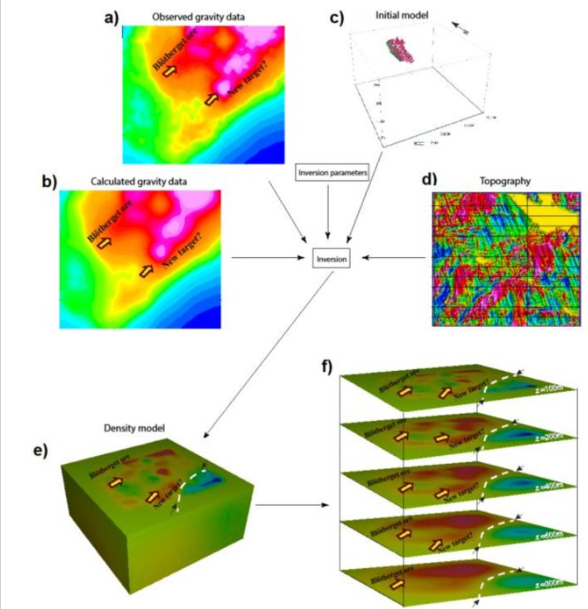 a)
Observed gravity data
Blötberget ore
New target?
c)
Initial model
Inversion parameters
b)
Calculated gravity data
Blötberget ore
New target?
d)
Topography
Inversion
e)
Density model
Blötberget ore
New target?
f)
Blötberget ore
New target?
z=100m
Blötberget ore
New target?
z=200m
Blötberget ore
New target?
z=400m
Blötberget ore
New target?
z=600m
Blötberget ore
z=800m